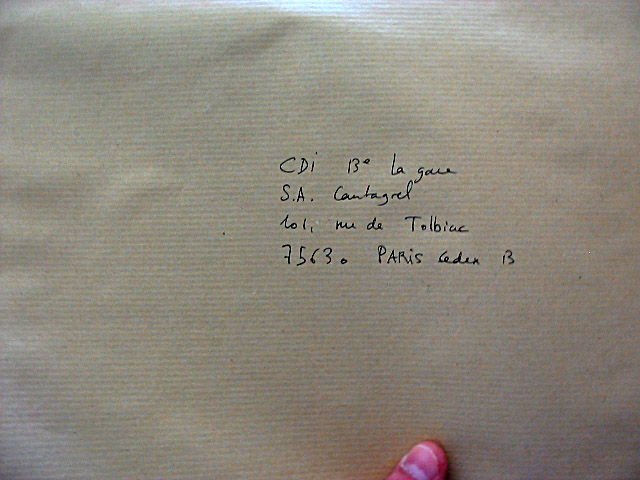 CDI 13e La gare
S.A. Cantagrel
101, rue de Tolbiac
75630 PARIS Cedex 13